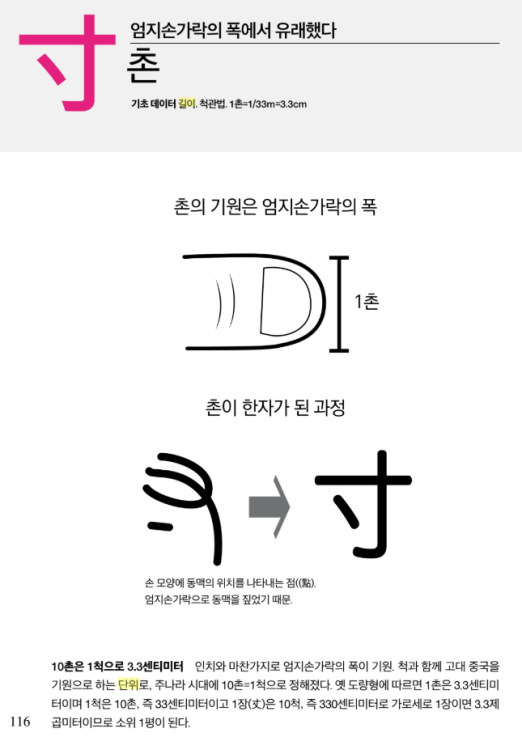 寸
엄지손가락의 폭에서 유래했다
촌
기초 데이터 길이. 척관법. 1촌=1/33m=3.3cm
촌의 기원은 엄지손가락의 폭
1촌
촌이 한자가 된 과정
寸
손 모양에 동맥의 위치를 나타내는 점((點).
엄지손가락으로 동맥을 짚었기 때문.
10촌은 1척으로 3.3센티미터 인치와 마찬가지로 엄지손가락의 폭이 기원. 척과 함께 고대 중국을
기원으로 하는 단위로, 주나라 시대에 10촌=1척으로 정해졌다. 옛 도량형에 따르면 1촌은 3.3센티미
터이며 1척은 10촌, 즉 33센티미터이고 1장(丈)은 10척, 즉 330센티미터로 가로세로 1장이면 3.3제
곱미터이므로 소위 1평이 된다.
116